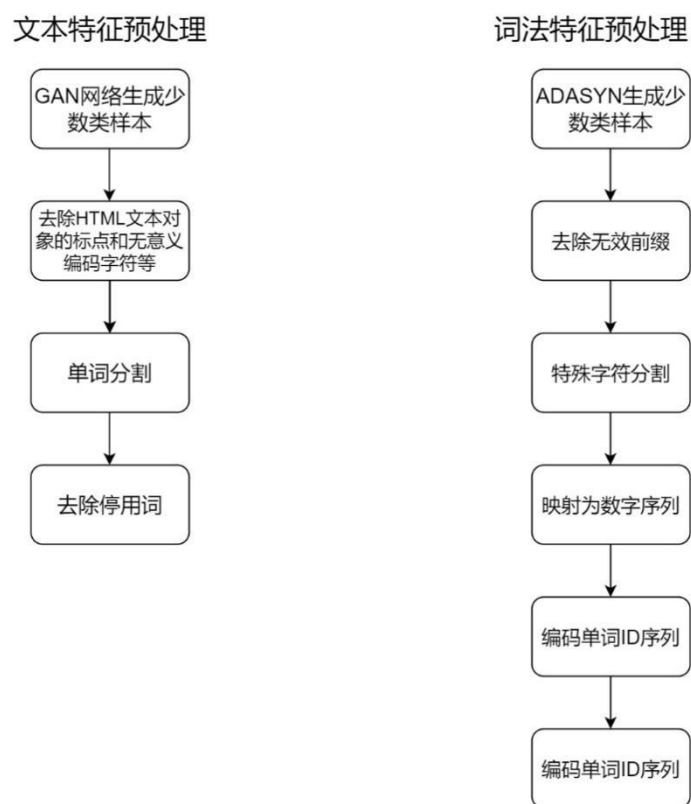 文本特征预处理
GAN网络生成少
数类样本
去除HTML文本对
象的标点和无意义
编码字符等
单词分割
去除停用词
词法特征预处理
ADASYN生成少
数类样本
去除无效前缀
特殊字符分割
映射为数字序列
编码单词ID序列
编码单词ID序列